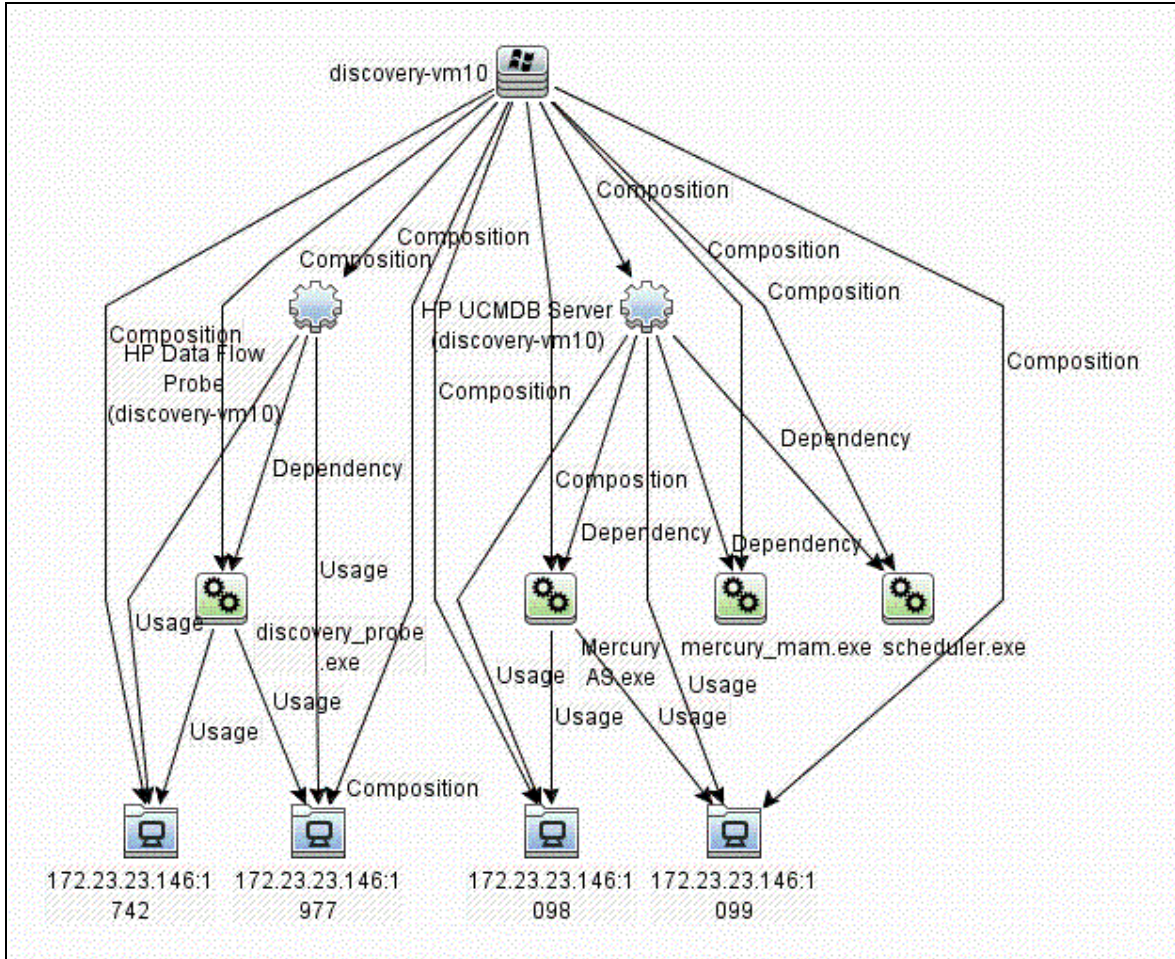 discovery-vm10
Composition
Composition
Composition
Composition
Composition
Composition
HP UCMDB Server
(discovery-vm10)
Composition
HP Data Flow
Probe
(discovery-vm10)
Composition
Composition
Dependency
Dependency
Composition
Dependency
Dependency
Usage
Usage
discovery_probe
.exe
Mercury
AS.exe
mercury_mam.exe
scheduler.exe
Usage
Usage
Usage
Usage
Usage
Usage
Composition
172.23.23.146:1
742
172.23.23.146:1
977
172.23.23.146:1
098
172.23.23.146:1
099